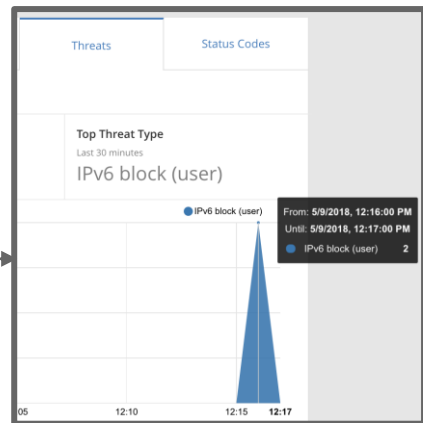 Threats
Status Codes
Top Threat Type
Last 30 minutes
IPv6 block (user)
IPv6 block (user)
From: 5/9/2018, 12:16:00 PM
Until: 5/9/2018, 12:17:00 PM
IPv6 block (user) 2
05 12:10 12:15 12:17